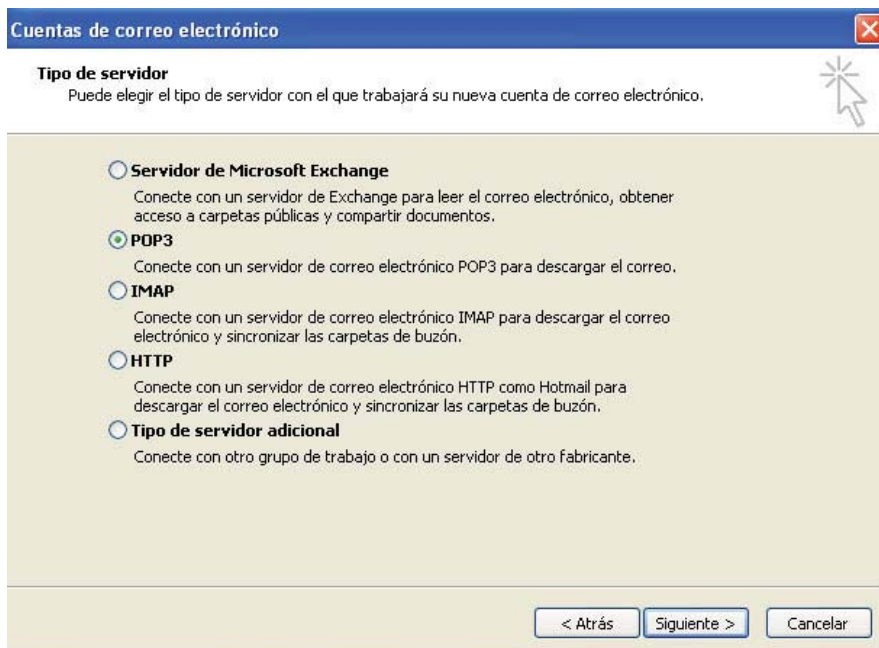 Cuentas de correo electrónico
Tipo de servidor
Puede elegir el tipo de servidor con el que trabajará su nueva cuenta de correo electrónico.
Servidor de Microsoft Exchange
Conecte con un servidor de Exchange para leer el correo electrónico, obtener
acceso a carpetas públicas y compartir documentos.
POP3
Conecte con un servidor de correo electrónico POP3 para descargar el correo.
IMAP
Conecte con un servidor de correo electrónico IMAP para descargar el correo
electrónico y sincronizar las carpetas de buzón.
HTTP
Conecte con un servidor de correo electrónico HTTP como Hotmail para
descargar el correo electrónico y sincronizar las carpetas de buzón.
Tipo de servidor adicional
Conecte con otro grupo de trabajo o con un servidor de otro fabricante.
< Atrás Siguiente > Cancelar